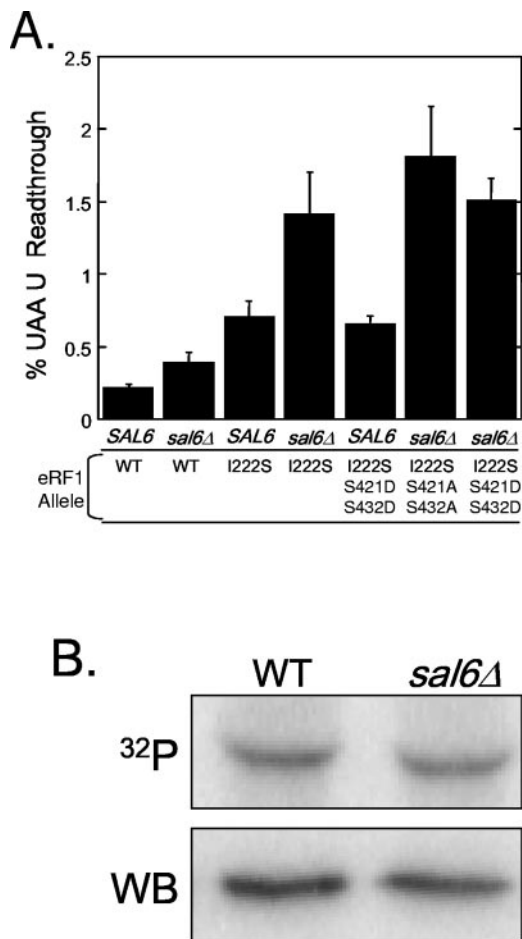 A.
% UAA U Readthrough
2.5
2
1.5
1
0.5
0
SAL6 sal6Δ SAL6 sal6Δ SAL6 sal6Δ sal6Δ
eRF1 Allele
WT WT I222S I222S I222S I222S I222S
S421D S421A S421D
S432D S432A S432D
B.
WT sal6Δ
32P
WB